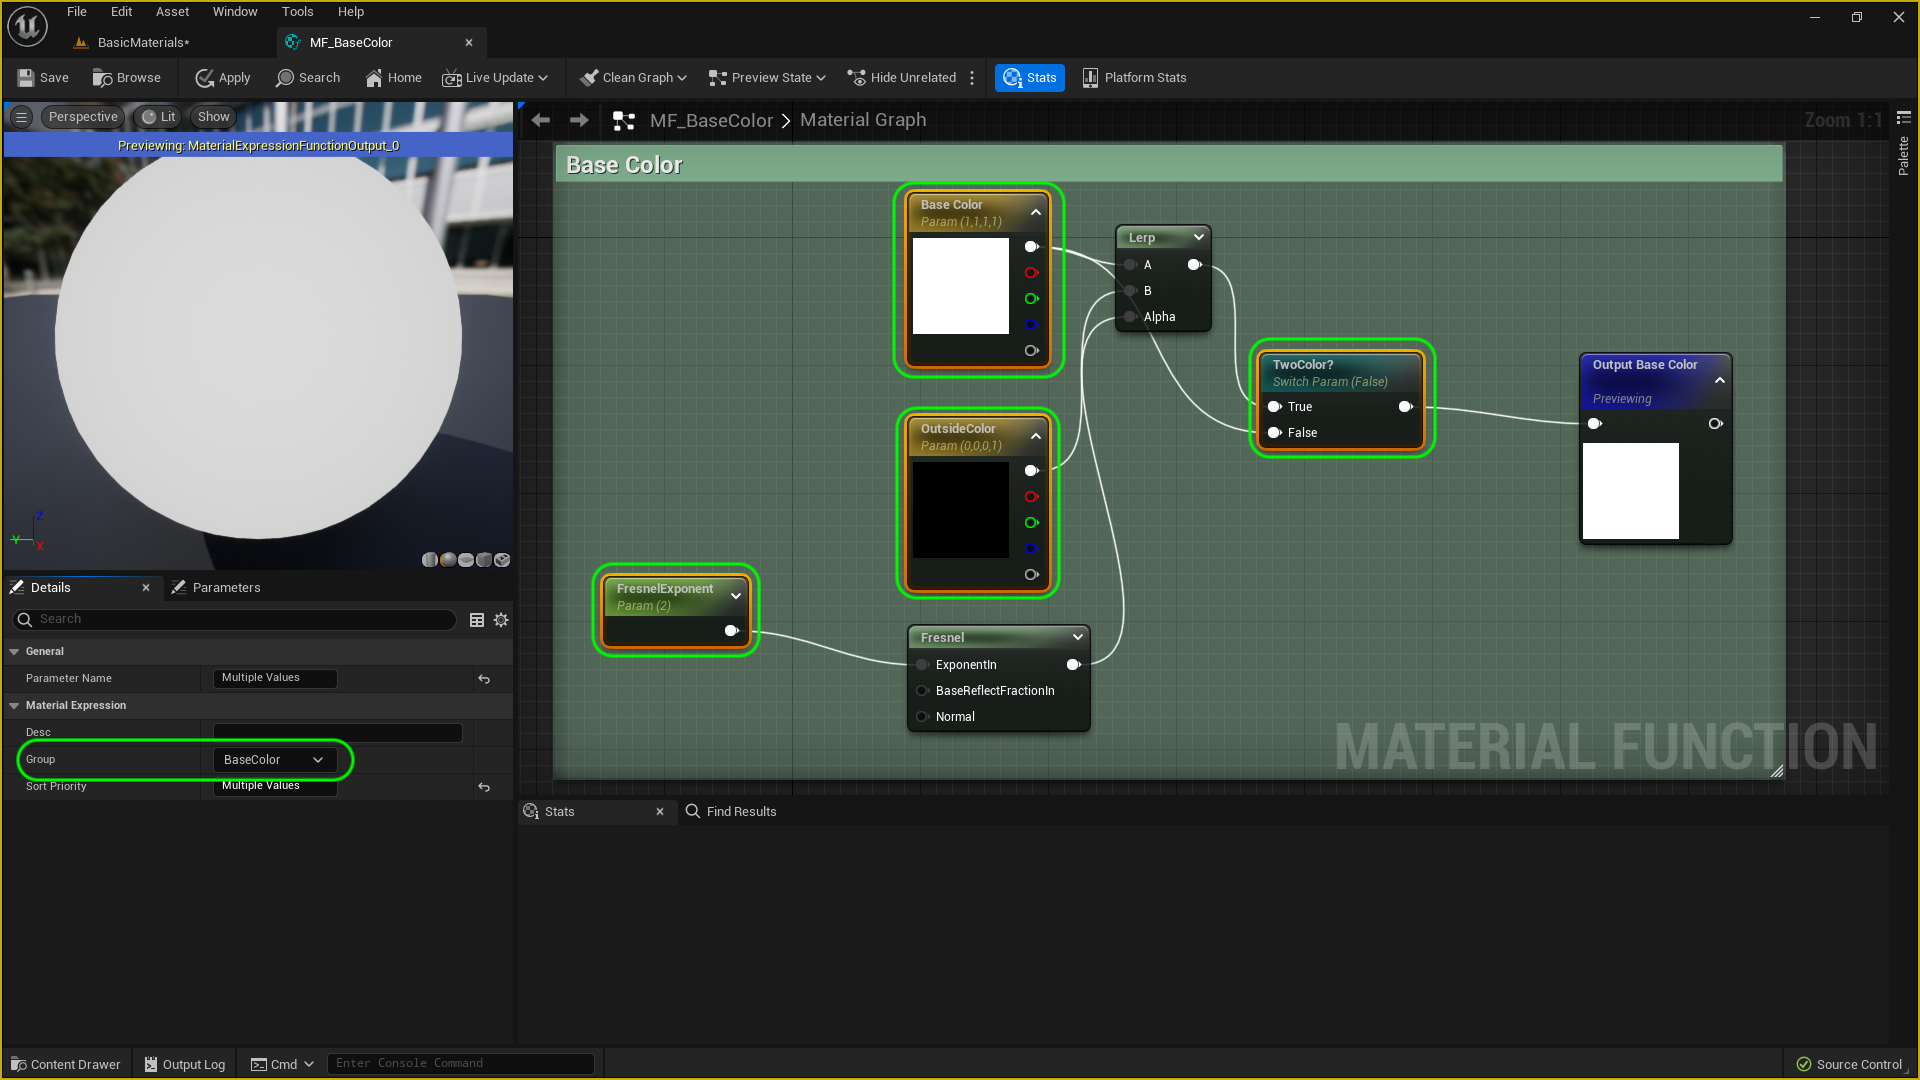 File Edit Asset Window Tools Help
BasicMaterials*
MF_BaseColor
Save Browse Apply Search Home Live Update Clean Graph Preview State Hide Unrelated Stats Platform Stats
Perspective Lit Show
Previewing: MaterialExpressionFunctionOutput_0
Z
Y
X
MF_BaseColor Material Graph
Zoom 1:1
Palette
Base Color
Base Color
Param (1,1,1,1)
Lerp
A
B
Alpha
TwoColor?
Switch Param (False)
True
False
Output Base Color
Previewing
OutsideColor
Param (0,0,0,1)
FresnelExponent
Param (2)
Fresnel
ExponentIn
BaseReflectFractionIn
Normal
MATERIAL FUNCTION
Details Parameters
Search
General
Parameter Name Multiple Values
Material Expression
Desc
Group BaseColor
Sort Priority Multiple Values
Stats Find Results
Content Drawer Output Log Cmd Enter Console Command Source Control